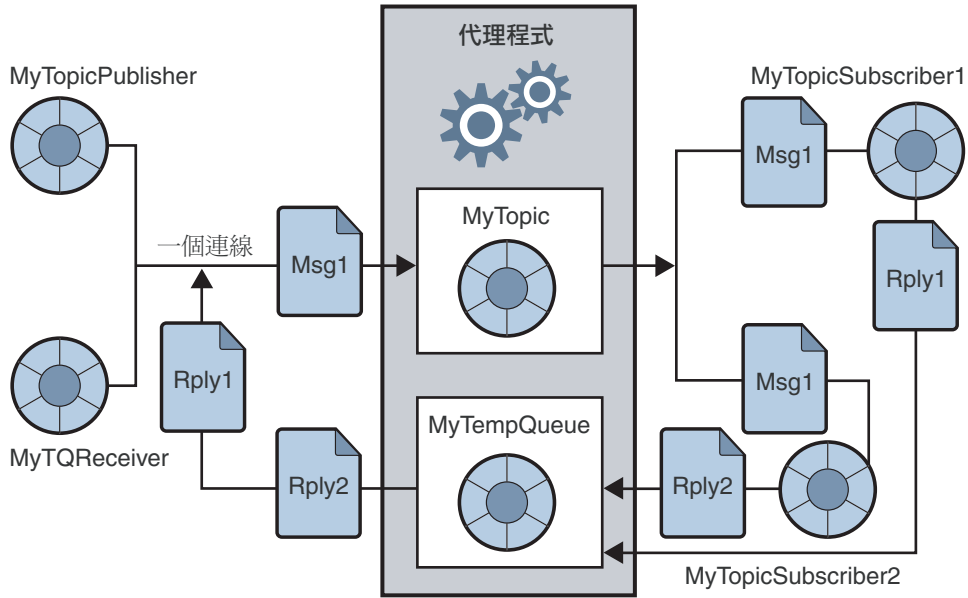 代理程式
MyTopicPublisher
MyTopicSubscriber1
Msg1
MyTopic
一個連線
Msg1
Rply1
Rply1
Msg1
MyTempQueue
MyTQReceiver
Rply2
Rply2
MyTopicSubscriber2